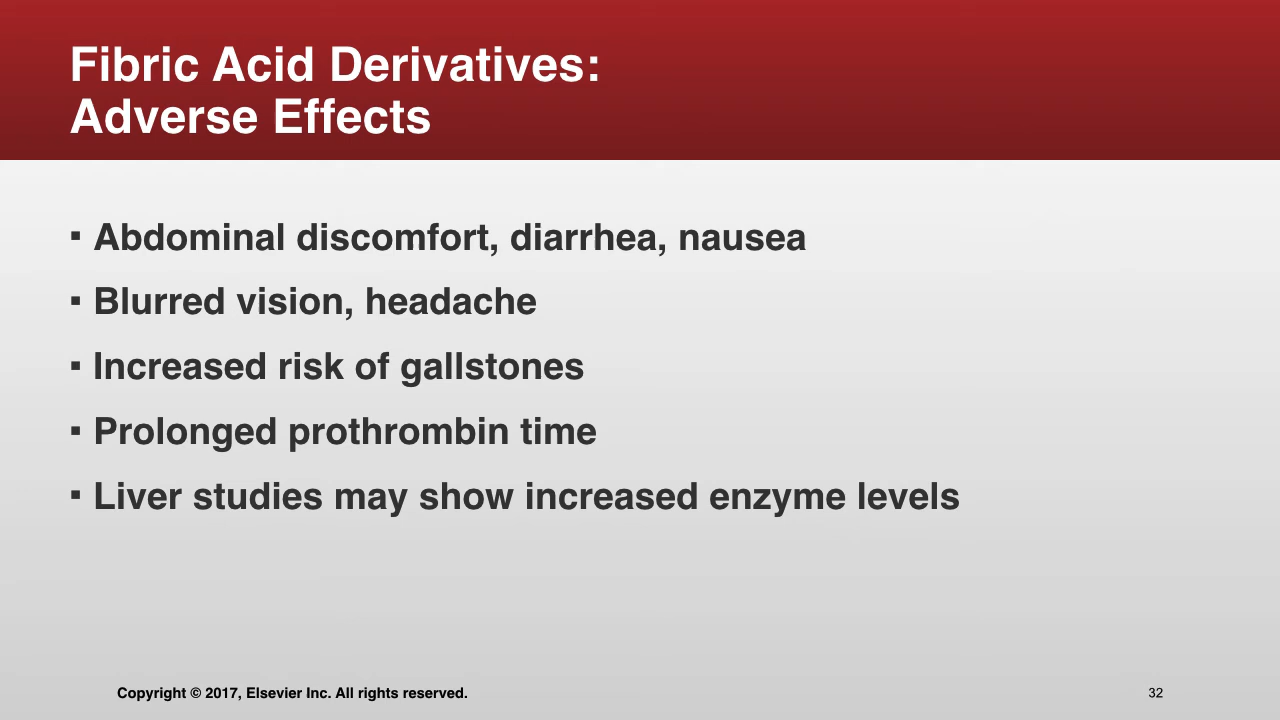 Fibric Acid Derivatives:
Adverse Effects
▪ Abdominal discomfort, diarrhea, nausea
▪ Blurred vision, headache
▪ Increased risk of gallstones
▪ Prolonged prothrombin time
▪ Liver studies may show increased enzyme levels
Copyright © 2017, Elsevier Inc. All rights reserved.
32